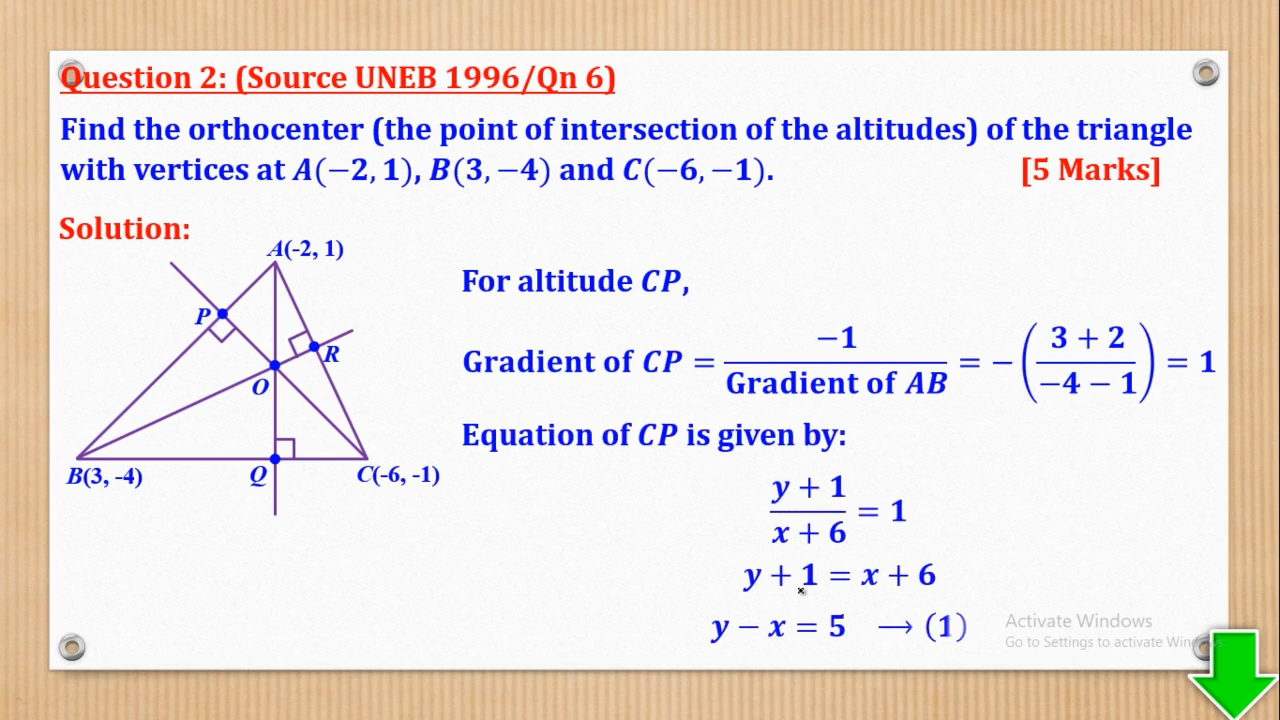 Question 2: (Source UNEB 1996/Qn 6)
Find the orthocenter (the point of intersection of the altitudes) of the triangle
with vertices at A(−2, 1), B(3, −4) and C(−6, −1). [5 Marks]
Solution:
A(-2, 1)
P
R
O
B(3, -4)
Q
C(-6, -1)
For altitude CP,
Gradient of CP = −1 / Gradient of AB = −((3 + 2) / (−4 − 1)) = 1
Equation of CP is given by:
(y + 1) / (x + 6) = 1
y + 1 = x + 6
y − x = 5 → (1)
Activate Windows
Go to Settings to activate Windows